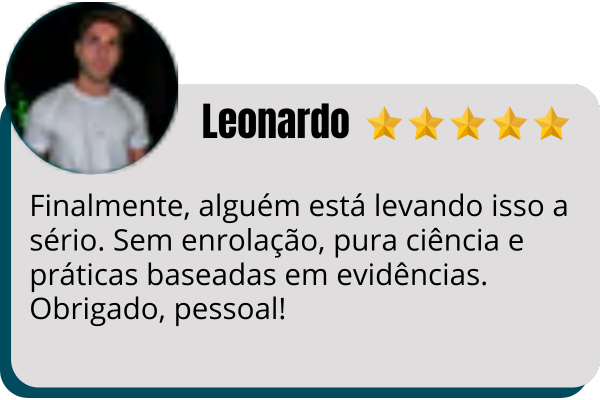 Leonardo
Finalmente, alguém está levando isso a
sério. Sem enrolação, pura ciência e
práticas baseadas em evidências.
Obrigado, pessoal!